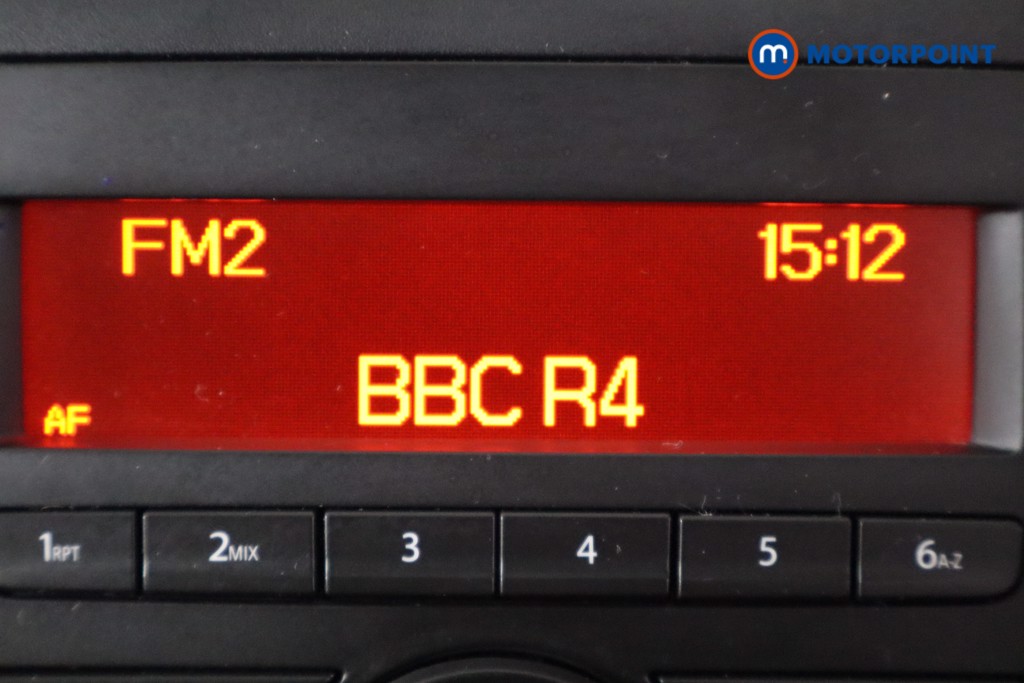 m MOTORPOINT
FM2 15:12
BBC R4
AF
1RPT 2MIX 3 4 5 6A-Z